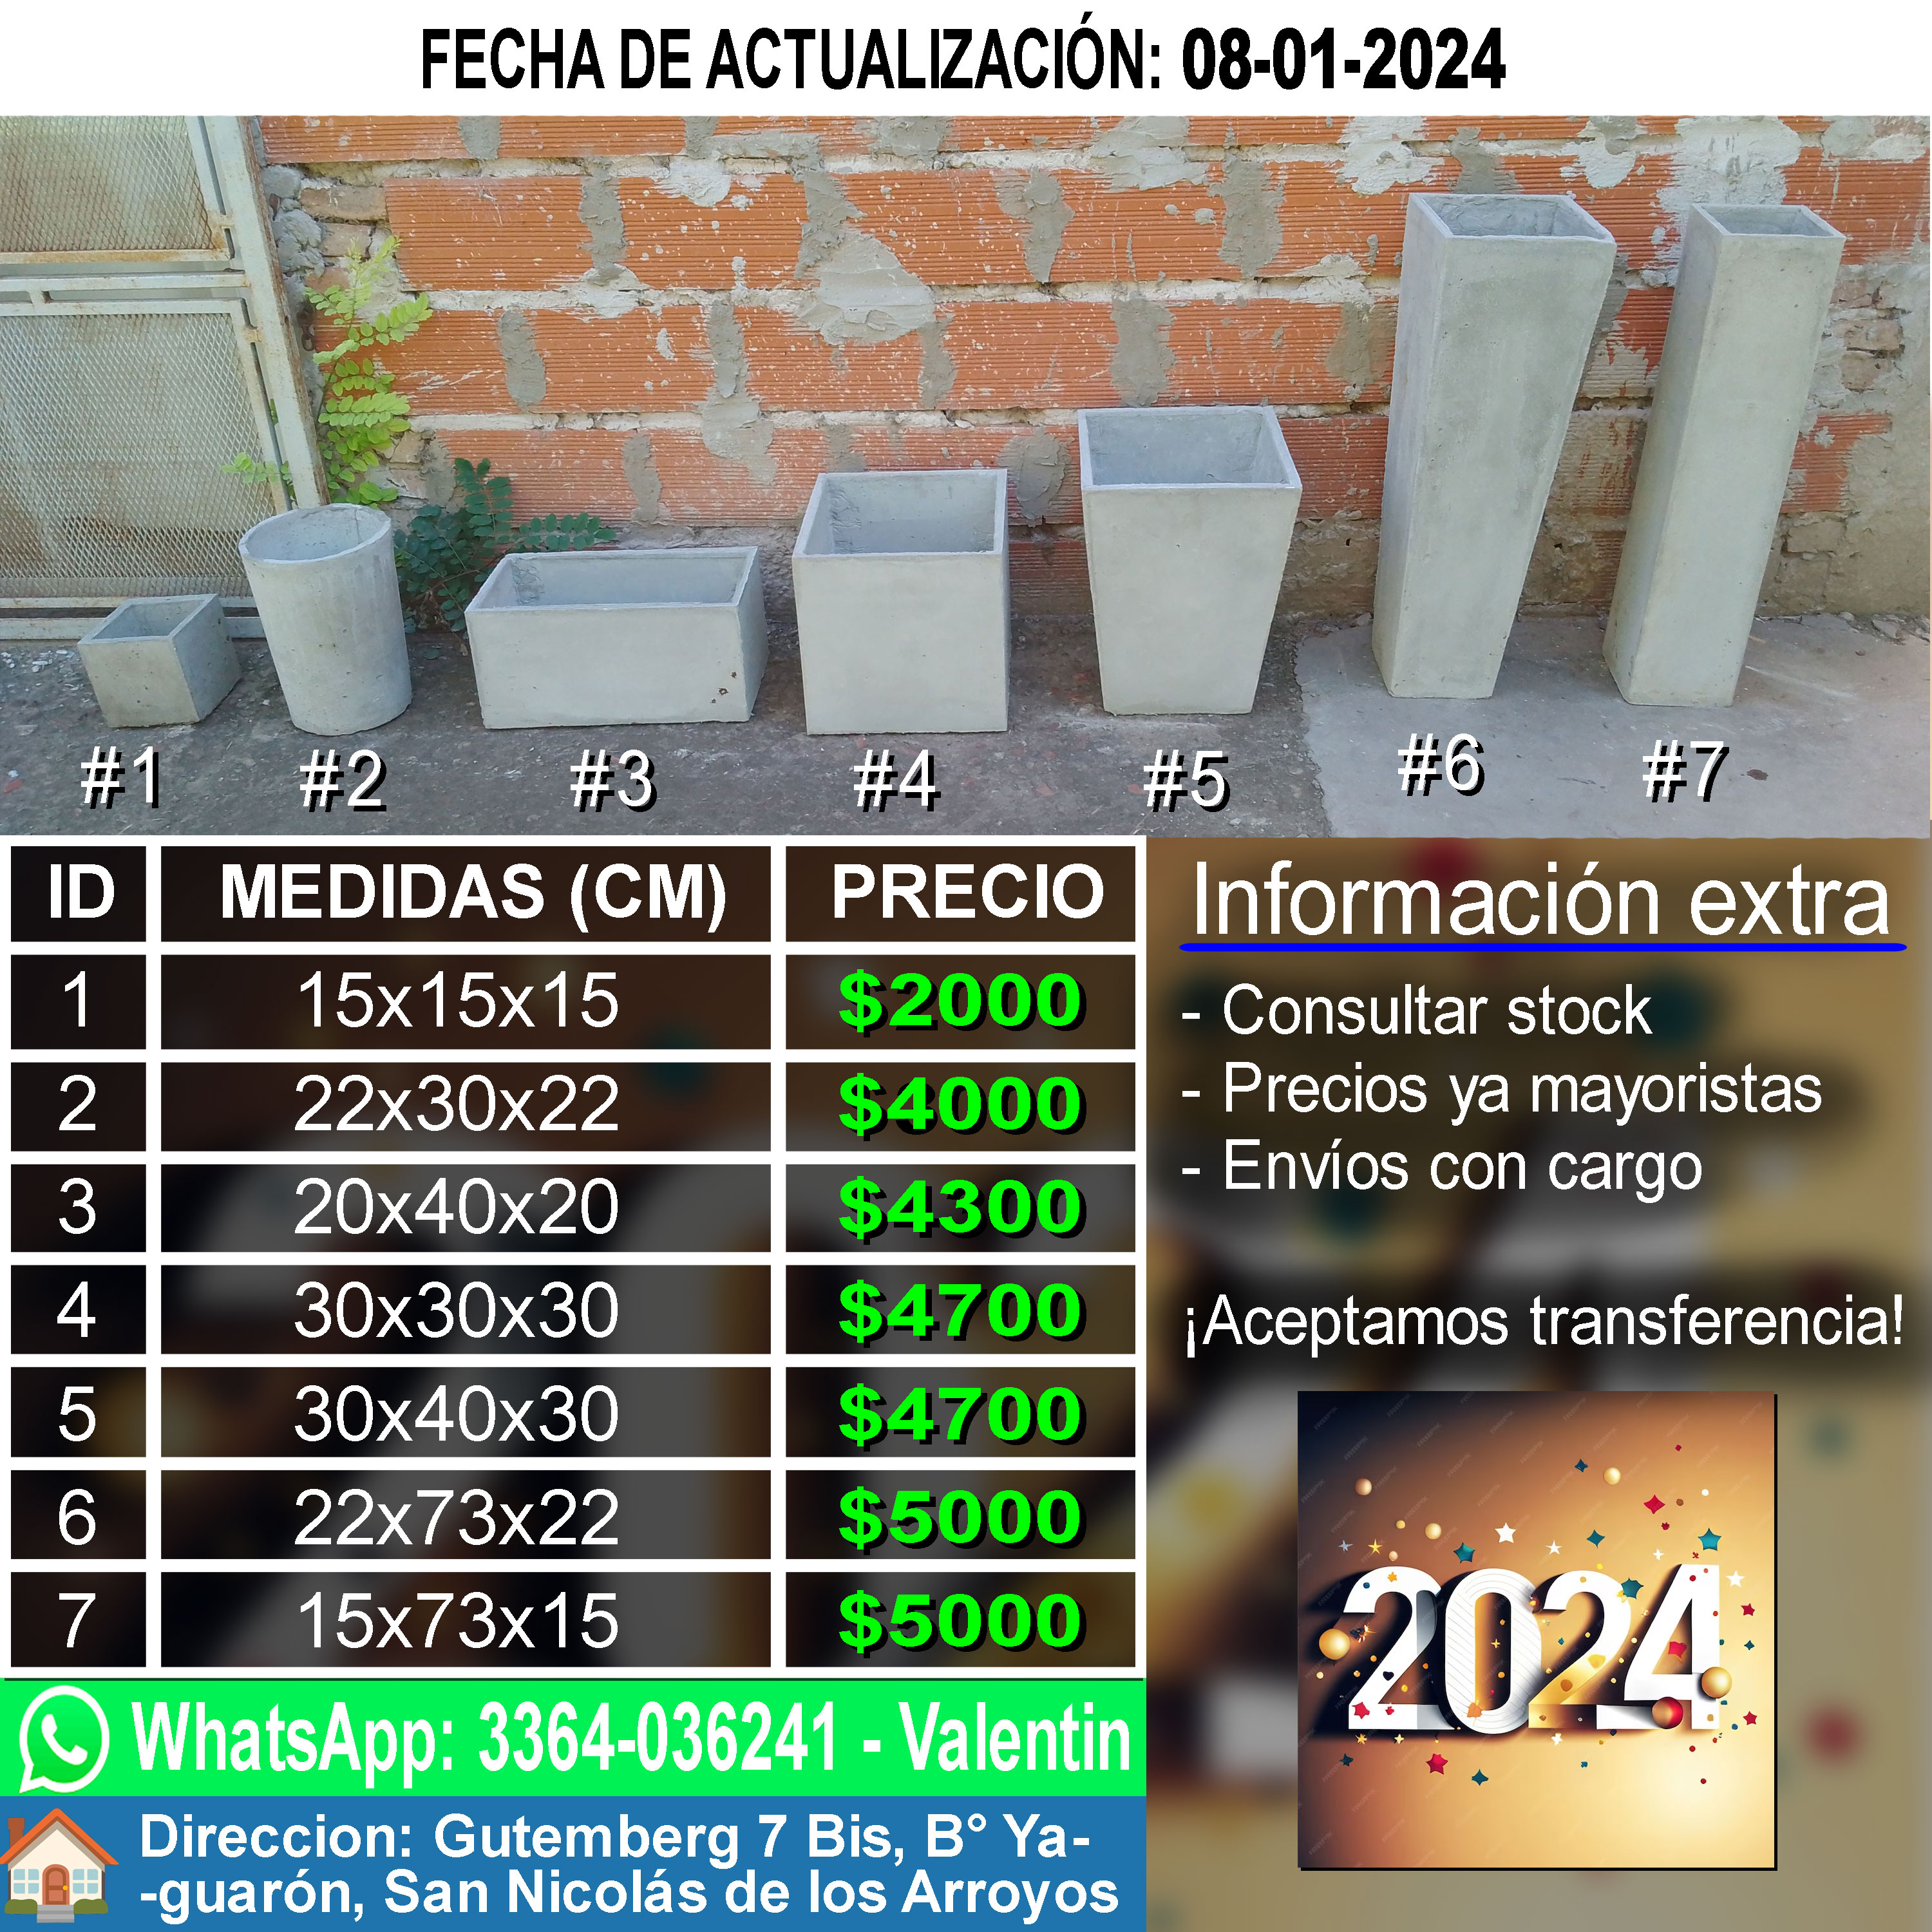 FECHA DE ACTUALIZACIÓN: 08-01-2024
#1 #2 #3 #4 #5 #6 #7
ID MEDIDAS (CM) PRECIO
1 15x15x15 $2000
2 22x30x22 $4000
3 20x40x20 $4300
4 30x30x30 $4700
5 30x40x30 $4700
6 22x73x22 $5000
7 15x73x15 $5000
Información extra
- Consultar stock
- Precios ya mayoristas
- Envíos con cargo
¡Aceptamos transferencia!
2024
WhatsApp: 3364-036241 - Valentin
Direccion: Gutemberg 7 Bis, B° Ya-
-guarón, San Nicolás de los Arroyos